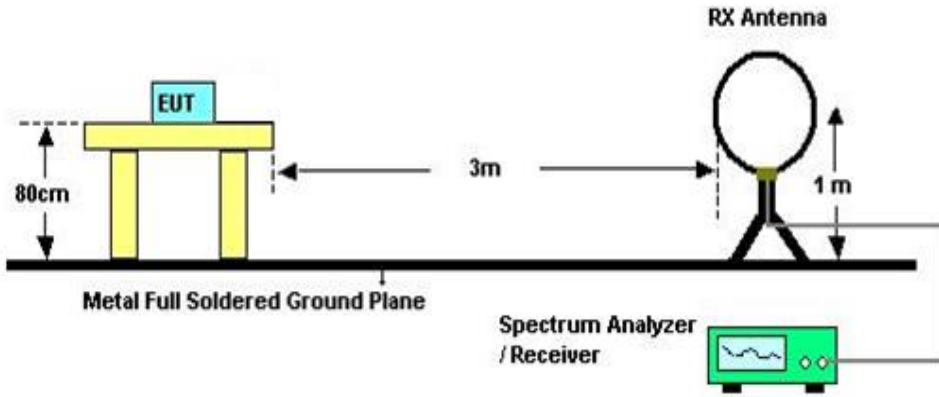 RX Antenna
EUT
3m
80cm
1 m
Metal Full Soldered Ground Plane
Spectrum Analyzer
/ Receiver